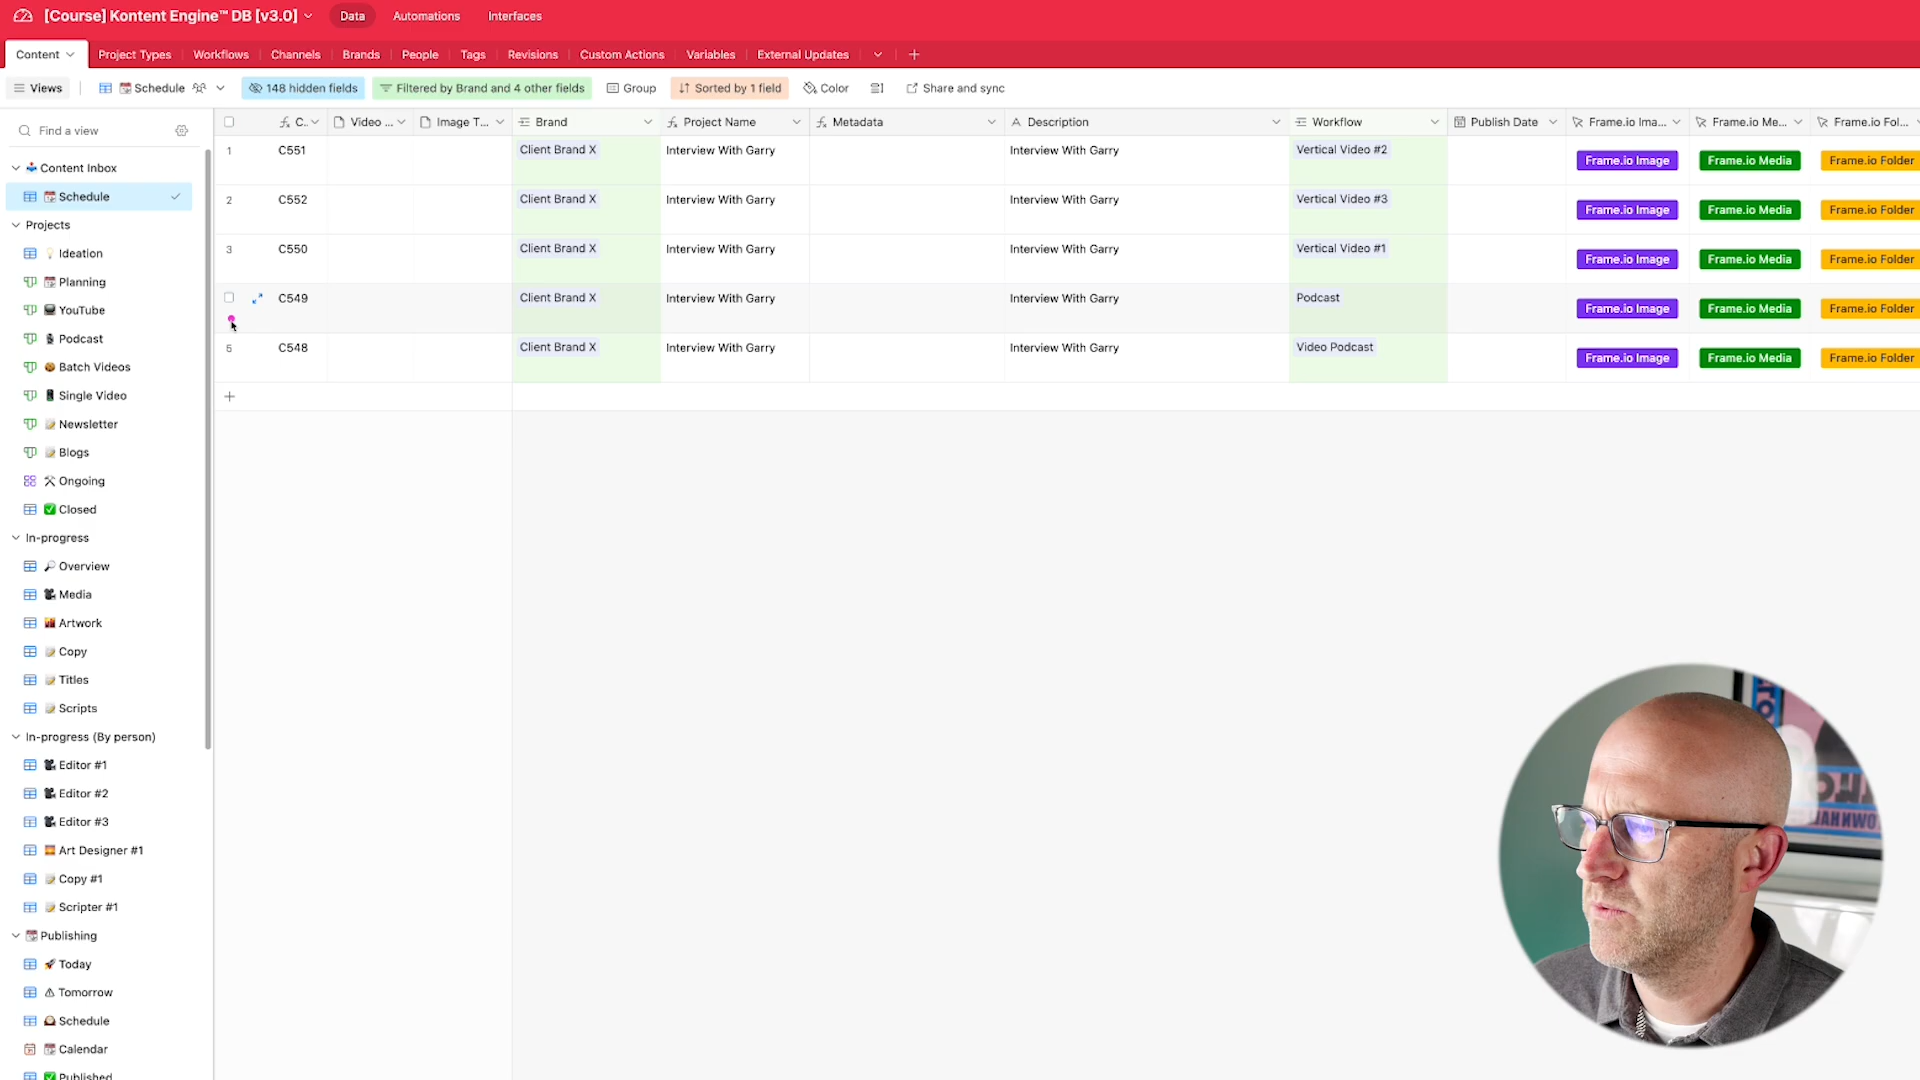 [Course] Kontent Engine™ DB [v3.0] Data Automations Interfaces
Content Project Types Workflows Channels Brands People Tags Revisions Custom Actions Variables External Updates
Views Schedule 148 hidden fields Filtered by Brand and 4 other fields Group Sorted by 1 field Color Share and sync
Find a view
C.. Video ... Image T... Brand Project Name Metadata Description Workflow Publish Date Frame.io Ima... Frame.io Me... Frame.io Fol...
1 C551 Client Brand X Interview With Garry Interview With Garry Vertical Video #2 Frame.io Image Frame.io Media Frame.io Folder
2 C552 Client Brand X Interview With Garry Interview With Garry Vertical Video #3 Frame.io Image Frame.io Media Frame.io Folder
3 C550 Client Brand X Interview With Garry Interview With Garry Vertical Video #1 Frame.io Image Frame.io Media Frame.io Folder
C549 Client Brand X Interview With Garry Interview With Garry Podcast Frame.io Image Frame.io Media Frame.io Folder
5 C548 Client Brand X Interview With Garry Interview With Garry Video Podcast Frame.io Image Frame.io Media Frame.io Folder
Content Inbox
Schedule
Projects
Ideation
Planning
YouTube
Podcast
Batch Videos
Single Video
Newsletter
Blogs
Ongoing
Closed
In-progress
Overview
Media
Artwork
Copy
Titles
Scripts
In-progress (By person)
Editor #1
Editor #2
Editor #3
Art Designer #1
Copy #1
Scripter #1
Publishing
Today
Tomorrow
Schedule
Calendar
Published